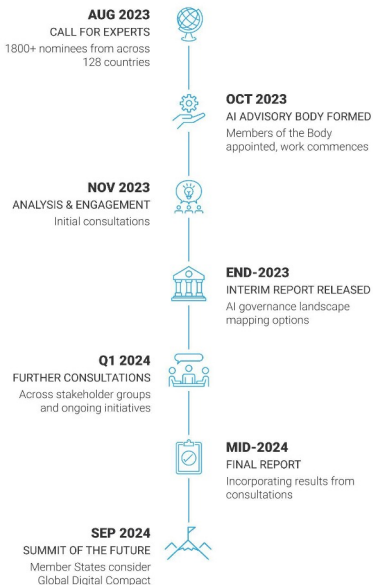 AUG 2023
CALL FOR EXPERTS
1800+ nominees from across
128 countries
OCT 2023
AI ADVISORY BODY FORMED
Members of the Body
appointed, work commences
NOV 2023
ANALYSIS & ENGAGEMENT
Initial consultations
END-2023
INTERIM REPORT RELEASED
AI governance landscape
mapping options
Q1 2024
FURTHER CONSULTATIONS
Across stakeholder groups
and ongoing initiatives
MID-2024
FINAL REPORT
Incorporating results from
consultations
SEP 2024
SUMMIT OF THE FUTURE
Member States consider
Global Digital Compact